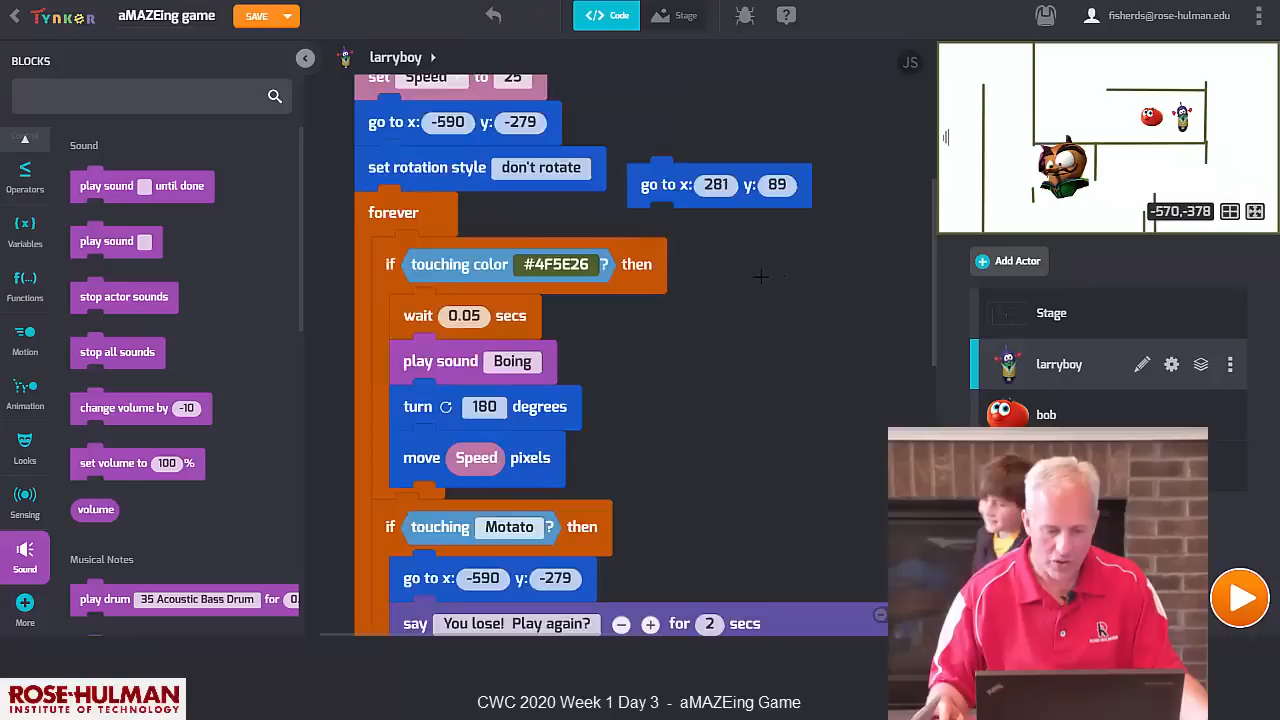 Tynker
aMAZEing game
SAVE
</> Code
Stage
fisherds@rose-hulman.edu
BLOCKS
larryboy
JS
Control
Operators
Variables
Functions
Motion
Animation
Looks
Sensing
Sound
More
Sound
play sound until done
play sound
stop actor sounds
stop all sounds
change volume by -10
set volume to 100 %
volume
Musical Notes
play drum 35 Acoustic Bass Drum for 0.
set Speed to 25
go to x: -590 y: -279
set rotation style don't rotate
go to x: 281 y: 89
forever
if touching color #4F5E26 ? then
wait 0.05 secs
play sound Boing
turn 180 degrees
move Speed pixels
if touching Motato ? then
go to x: -590 y: -279
say You lose! Play again? for 2 secs
-570,-378
Add Actor
Stage
larryboy
bob
ROSE-HULMAN
INSTITUTE OF TECHNOLOGY
CWC 2020 Week 1 Day 3 - aMAZEing Game